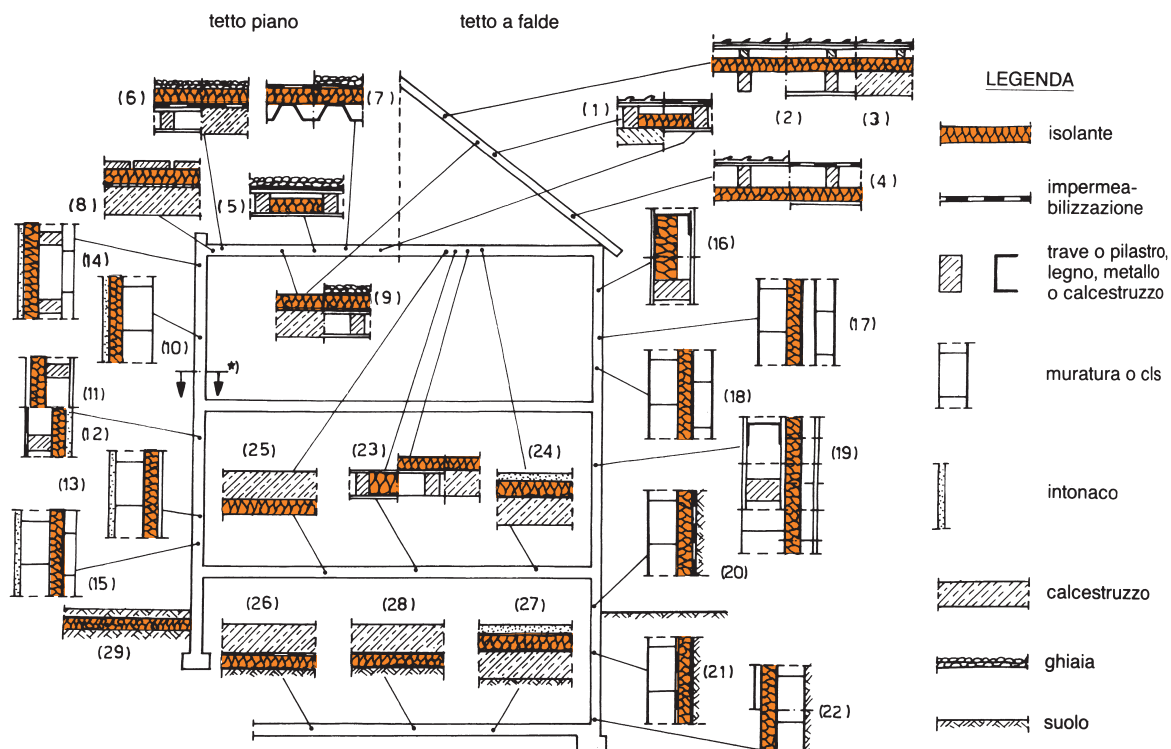 tetto piano
tetto a falde
LEGENDA
(6)
(7)
(1)
(2)
(3)
isolante
(8)
(5)
(4)
impermea-
bilizzazione
(14)
(16)
trave o pilastro,
legno, metallo
o calcestruzzo
(9)
(10)
(17)
*)
muratura o cls
(11)
(18)
(12)
(25)
(23)
(24)
(19)
(13)
intonaco
(15)
(20)
calcestruzzo
(26)
(28)
(27)
(29)
ghiaia
(21)
(22)
suolo